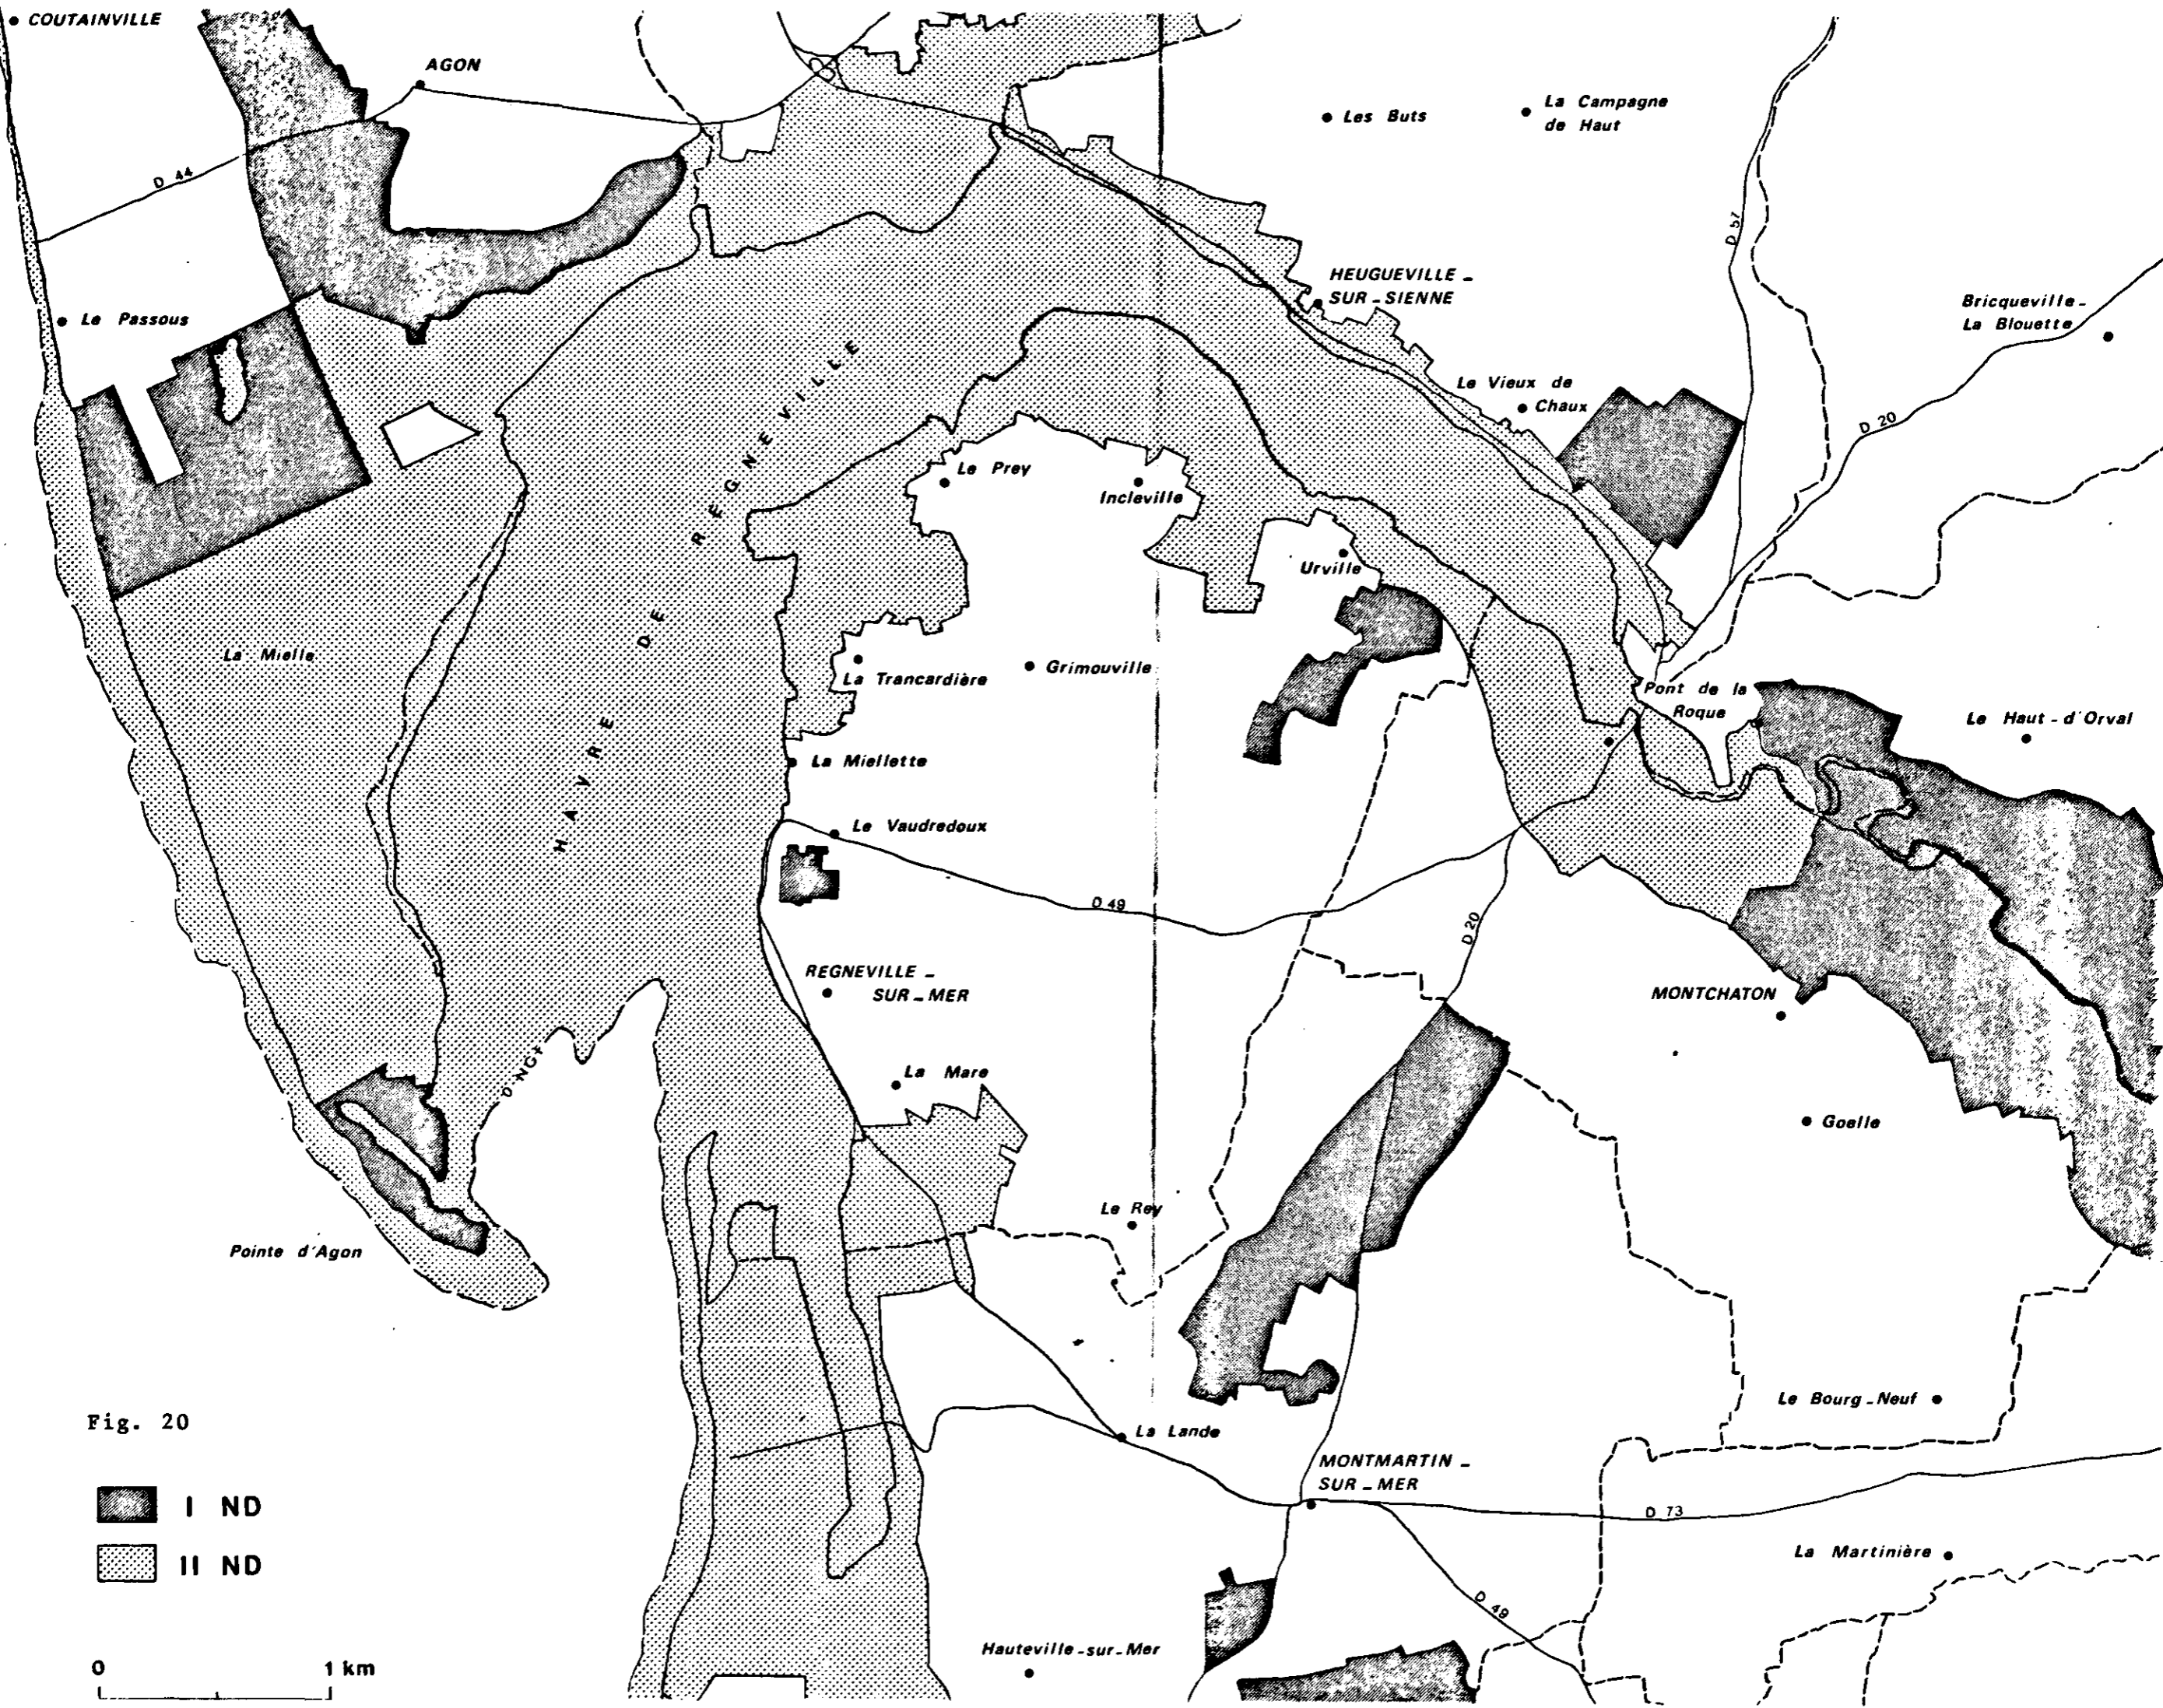 COUTAINVILLE
AGON
Les Buts
La Campagne
de Haut
D 44
D 57
HEUGUEVILLE -
SUR - SIENNE
Bricqueville -
La Blouette
Le Passous
Le Vieux de
Chaux
D 20
HAVRE DE REGNEVILLE
Le Prey
Incleville
Urville
La Mielle
La Trancardière
Grimouville
Pont de la
Roque
Le Haut - d'Orval
La Miellette
Le Vaudredoux
D 49
D 20
REGNEVILLE -
SUR - MER
MONTCHATON
La Mare
Goelle
Le Rey
Pointe d'Agon
Le Bourg - Neuf
Fig. 20
La Lande
MONTMARTIN -
SUR - MER
I ND
D 73
II ND
La Martinière
D 49
Hauteville - sur - Mer
0 1 km